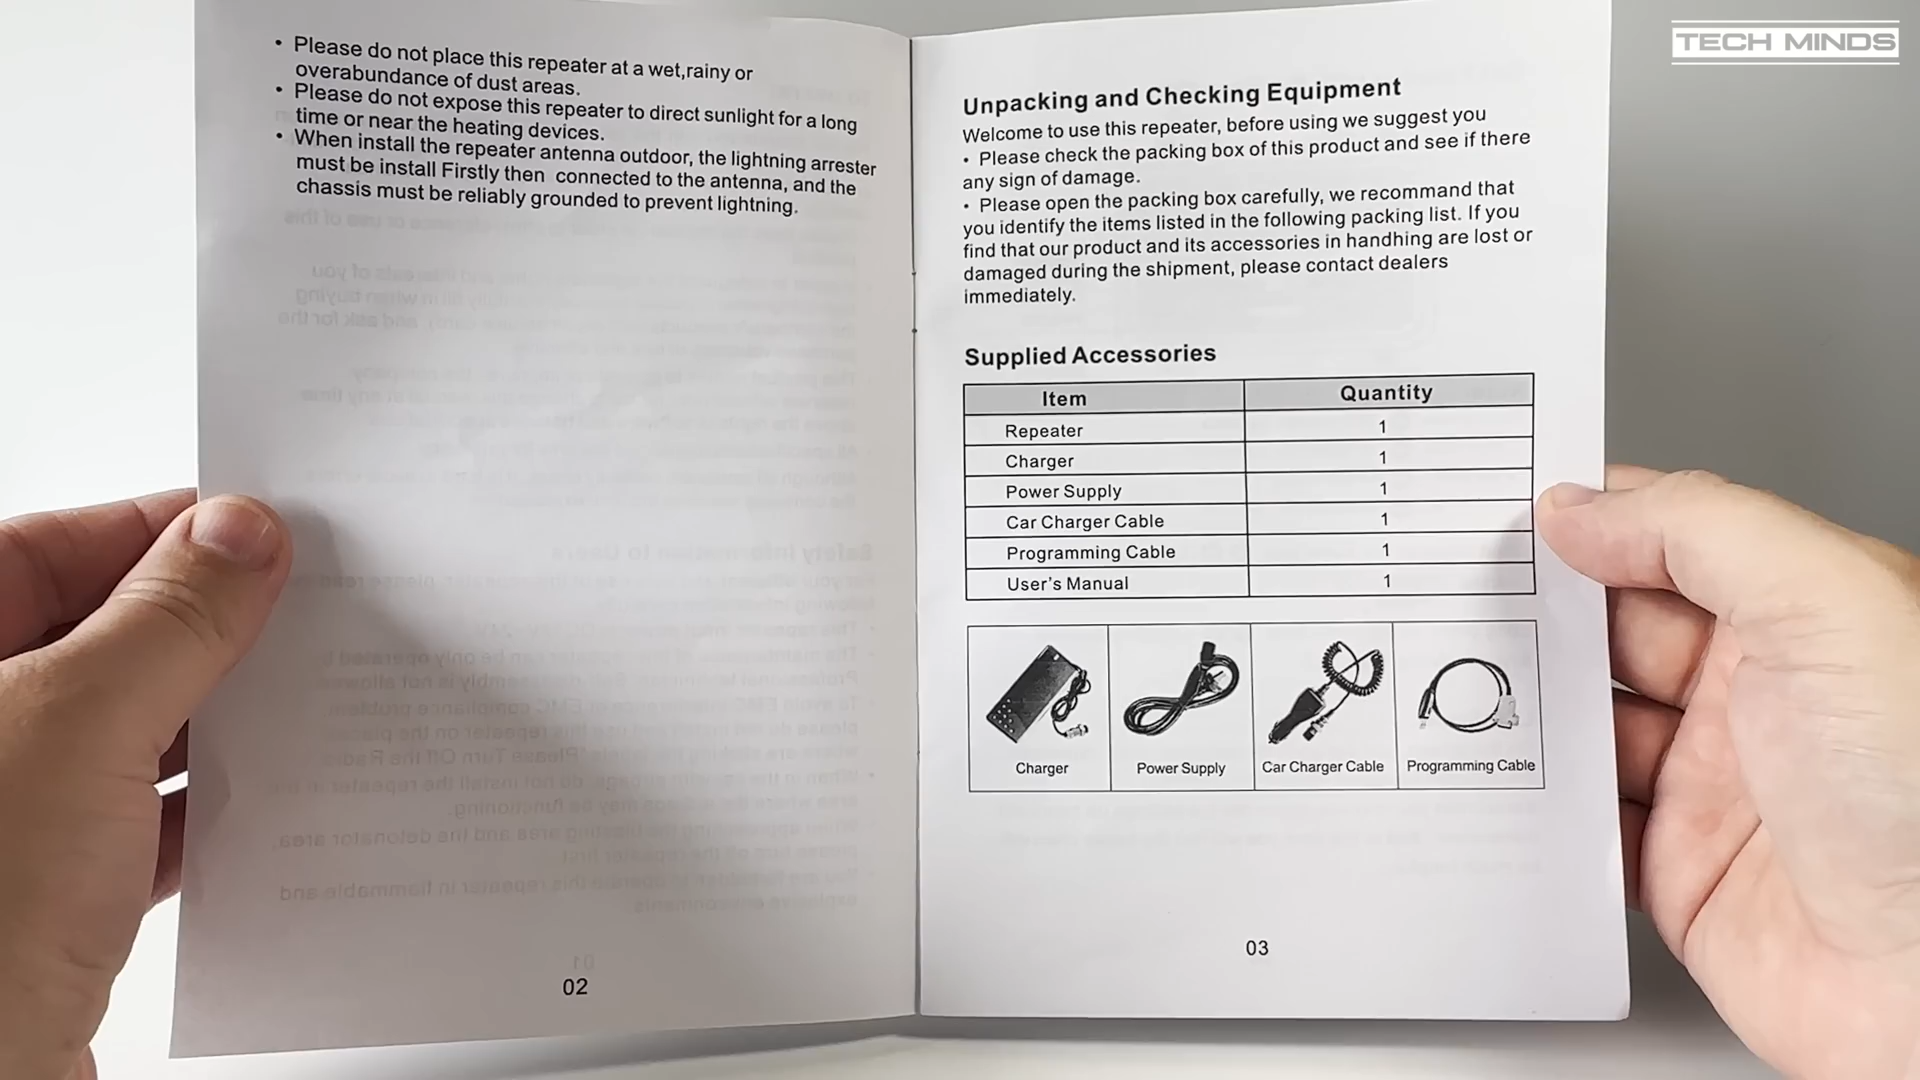 TECH MINDS
• Please do not place this repeater at a wet,rainy or
overabundance of dust areas.
• Please do not expose this repeater to direct sunlight for a long
time or near the heating devices.
• When install the repeater antenna outdoor, the lightning arrester
must be install Firstly then connected to the antenna, and the
chassis must be reliably grounded to prevent lightning.
02
Unpacking and Checking Equipment
Welcome to use this repeater, before using we suggest you
• Please check the packing box of this product and see if there
any sign of damage.
• Please open the packing box carefully, we recommand that
you identify the items listed in the following packing list. If you
find that our product and its accessories in handhing are lost or
damaged during the shipment, please contact dealers
immediately.
Supplied Accessories
Item Quantity
Repeater 1
Charger 1
Power Supply 1
Car Charger Cable 1
Programming Cable 1
User's Manual 1
Charger Power Supply Car Charger Cable Programming Cable
03